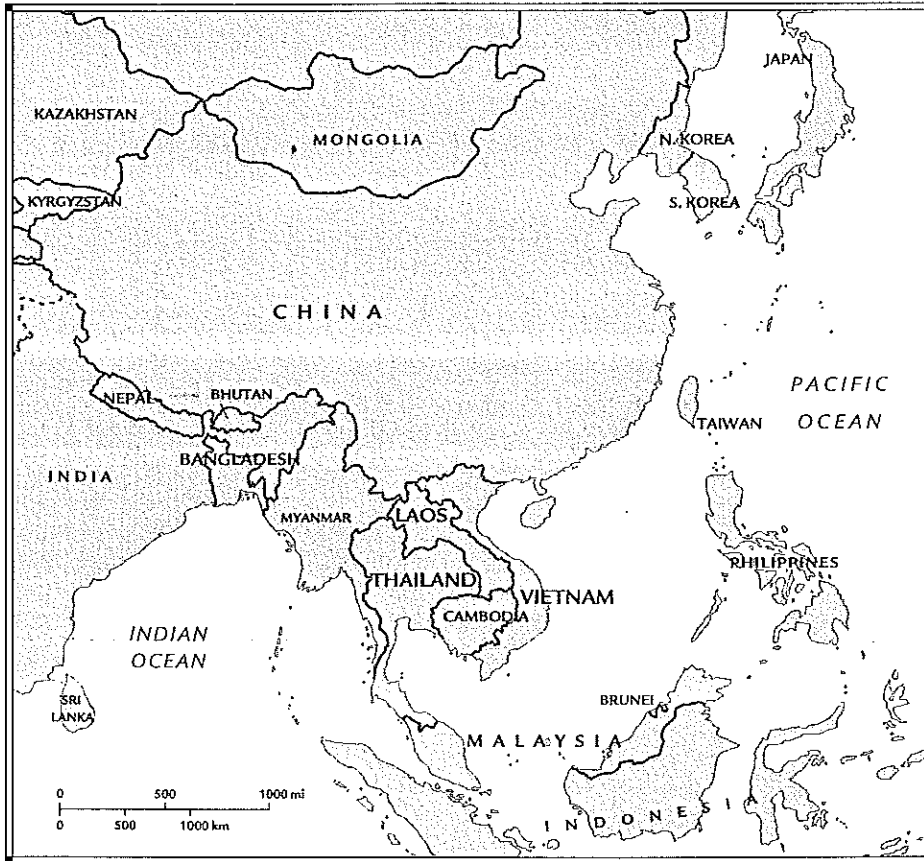 JAPAN
KAZAKHSTAN
MONGOLIA
N. KOREA
KYRGYZSTAN
S. KOREA
CHINA
NEPAL
BHUTAN
PACIFIC
OCEAN
TAIWAN
BANGLADESH
INDIA
MYANMAR
LAOS
PHILIPPINES
THAILAND
VIETNAM
CAMBODIA
INDIAN
OCEAN
SRI
LANKA
BRUNEI
MALAYSIA
0 500 1000 mi
0 500 1000 km
INDONESIA